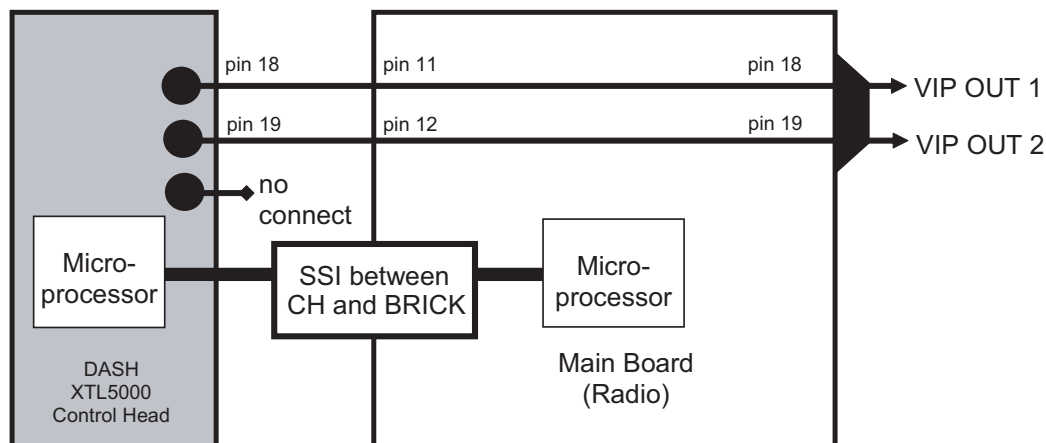 pin 18
pin 11
pin 18
VIP OUT 1
pin 19
pin 12
pin 19
VIP OUT 2
no
connect
Micro-
processor
SSI between
CH and BRICK
Micro-
processor
DASH
XTL5000
Control Head
Main Board
(Radio)